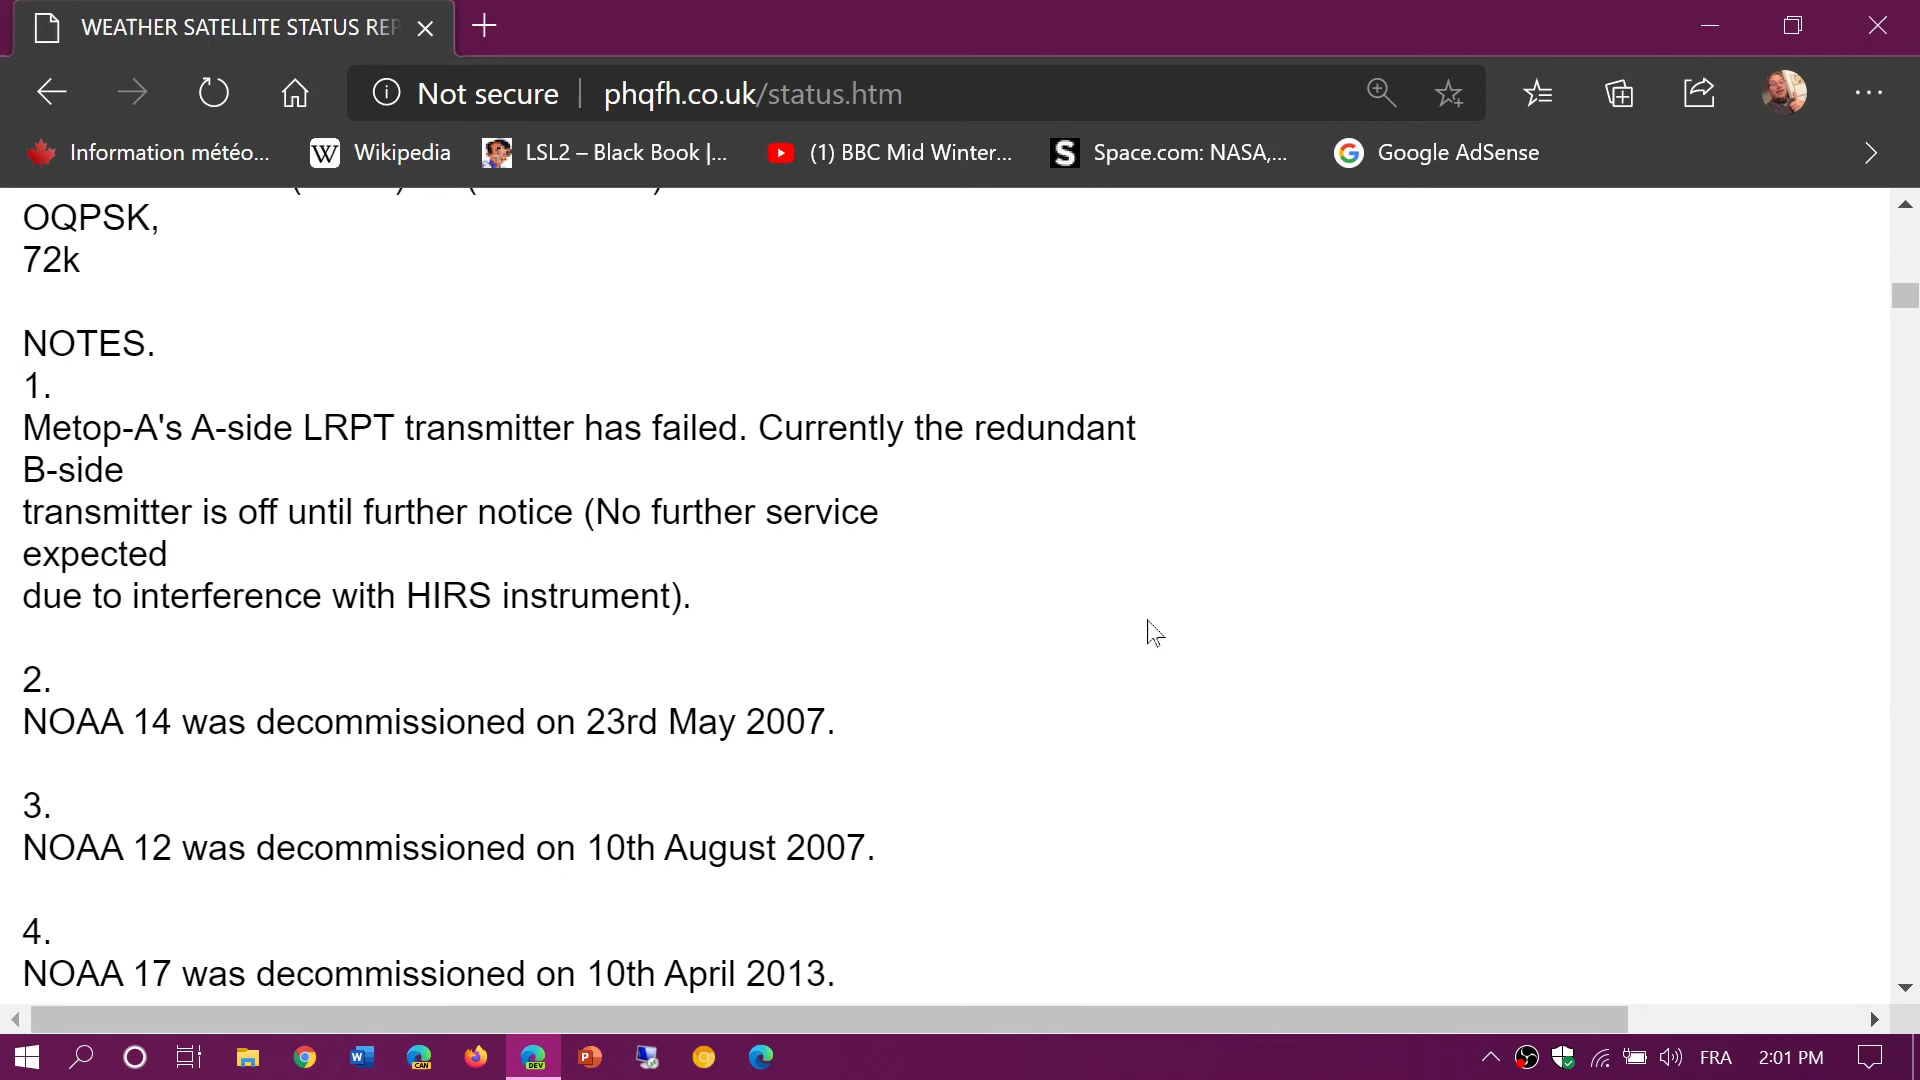 WEATHER SATELLITE STATUS REP
Not secure
phqfh.co.uk/status.htm
Information météo...
W
Wikipedia
LSL2 – Black Book |...
(1) BBC Mid Winter...
S
Space.com: NASA,...
G
Google AdSense
OQPSK,
72k
NOTES.
1.
Metop-A's A-side LRPT transmitter has failed. Currently the redundant
B-side
transmitter is off until further notice (No further service
expected
due to interference with HIRS instrument).
2.
NOAA 14 was decommissioned on 23rd May 2007.
3.
NOAA 12 was decommissioned on 10th August 2007.
4.
NOAA 17 was decommissioned on 10th April 2013.
W
CAN
DEV
P
FRA
2:01 PM